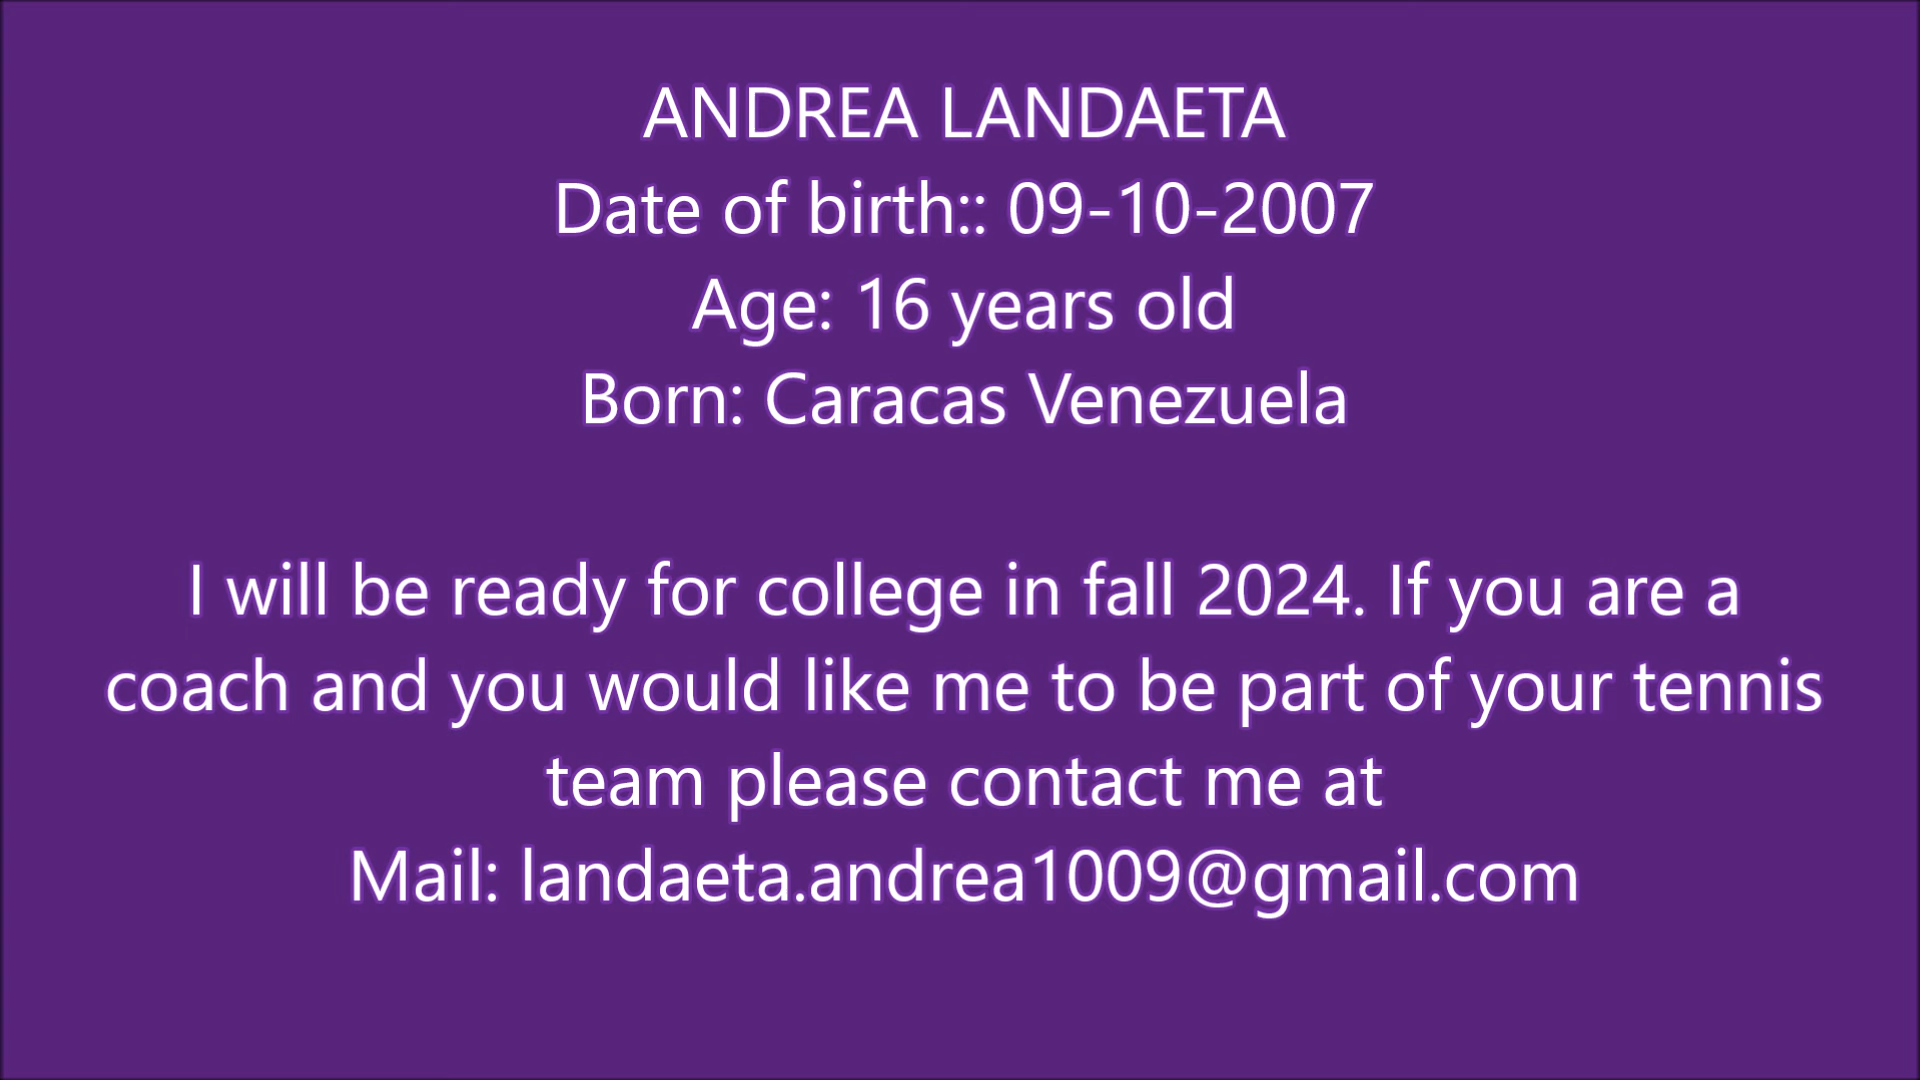 ANDREA LANDAETA
Date of birth:: 09-10-2007
Age: 16 years old
Born: Caracas Venezuela
I will be ready for college in fall 2024. If you are a
coach and you would like me to be part of your tennis
team please contact me at
Mail: landaeta.andrea1009@gmail.com